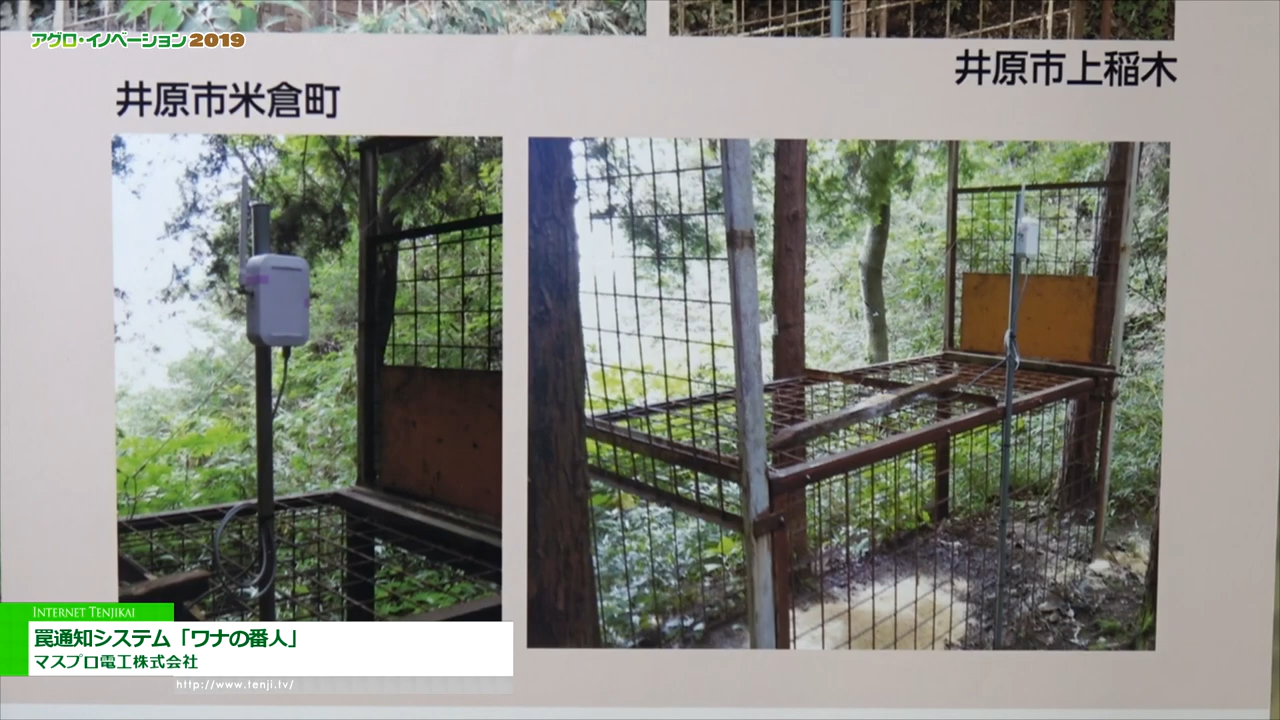 アグロ・イノベーション2019
井原市上稲木
井原市米倉町
INTERNET TENJIKAI
罠通知システム「ワナの番人」
マスプロ電工株式会社
http://www.tenji.tv/